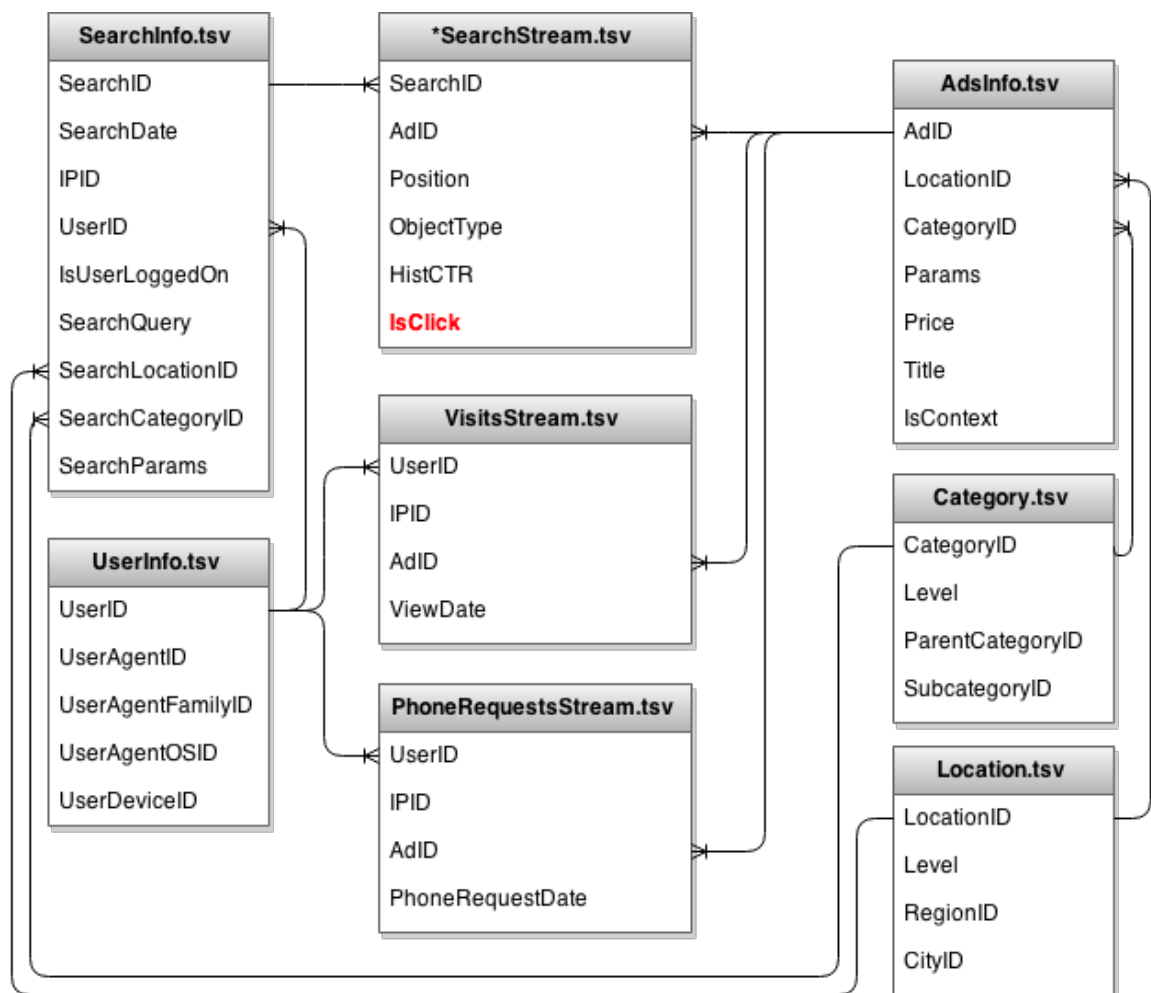 SearchInfo.tsv
SearchID
SearchDate
IPID
UserID
IsUserLoggedOn
SearchQuery
SearchLocationID
SearchCategoryID
SearchParams
*SearchStream.tsv
SearchID
AdID
Position
ObjectType
HistCTR
IsClick
AdsInfo.tsv
AdID
LocationID
CategoryID
Params
Price
Title
IsContext
VisitsStream.tsv
UserID
IPID
AdID
ViewDate
UserInfo.tsv
UserID
UserAgentID
UserAgentFamilyID
UserAgentOSID
UserDeviceID
PhoneRequestsStream.tsv
UserID
IPID
AdID
PhoneRequestDate
Category.tsv
CategoryID
Level
ParentCategoryID
SubcategoryID
Location.tsv
LocationID
Level
RegionID
CityID